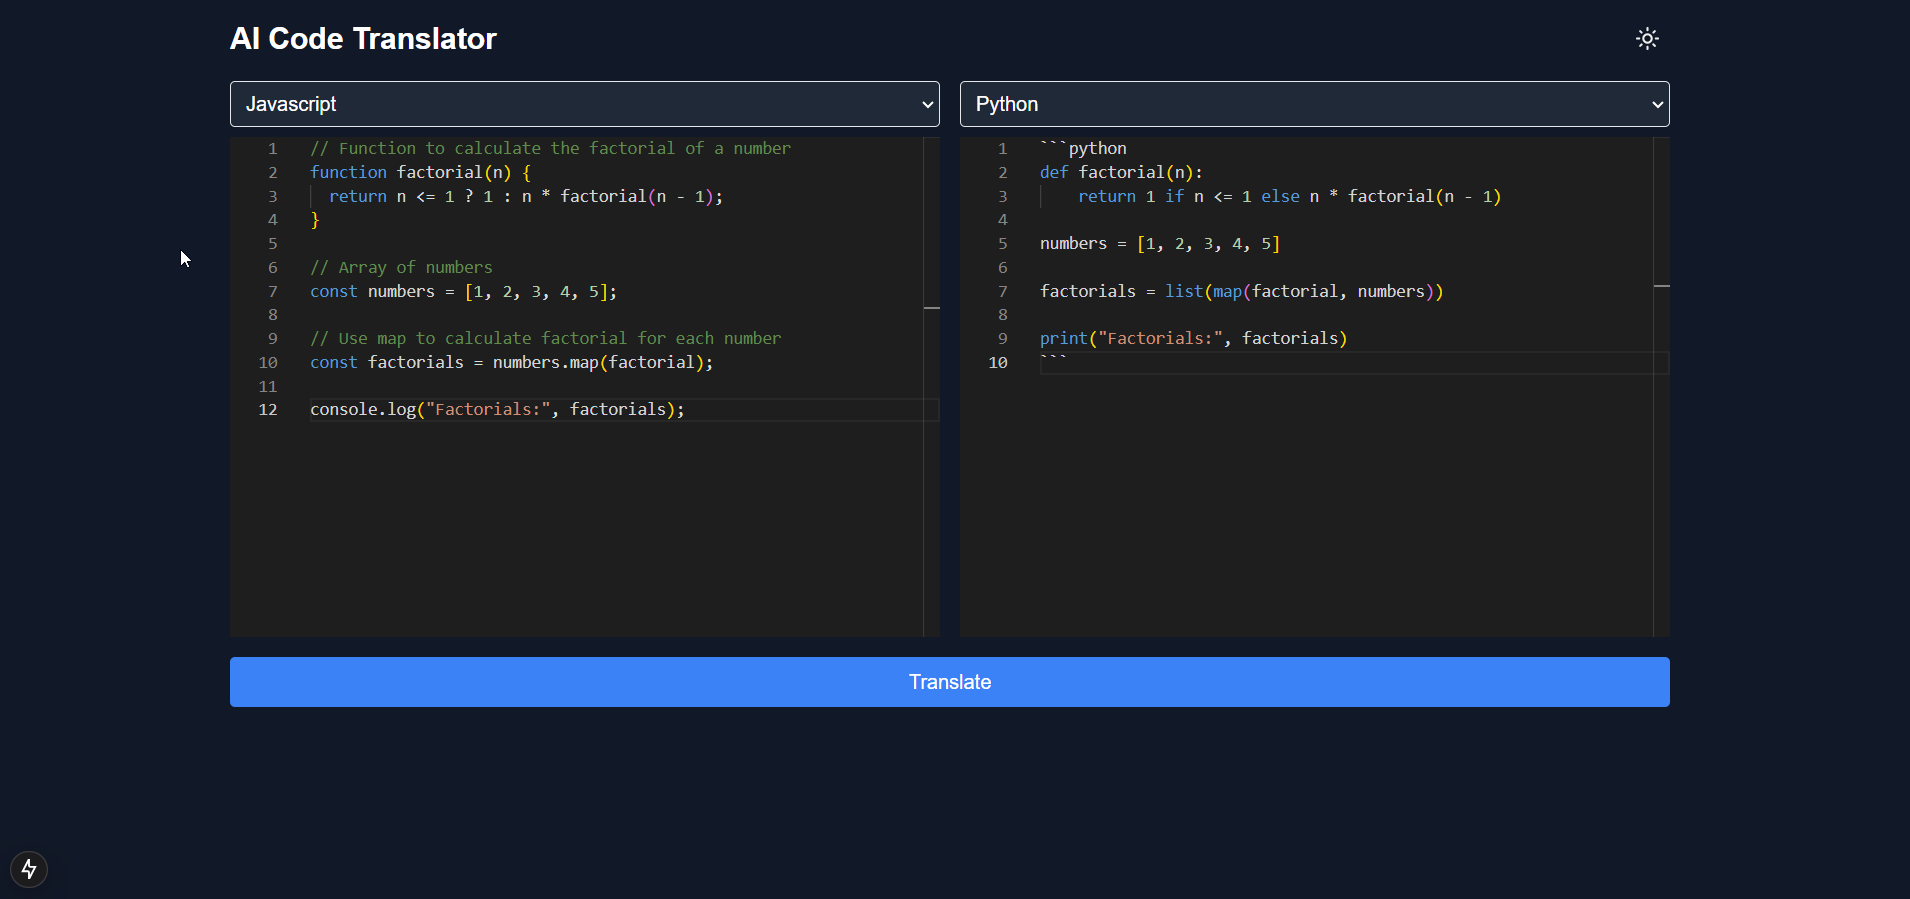 AI Code Translator
Javascript
1 // Function to calculate the factorial of a number
2 function factorial(n) {
3   return n <= 1 ? 1 : n * factorial(n - 1);
4 }
5
6 // Array of numbers
7 const numbers = [1, 2, 3, 4, 5];
8
9 // Use map to calculate factorial for each number
10 const factorials = numbers.map(factorial);
11
12 console.log("Factorials:", factorials);
Python
1 ```python
2 def factorial(n):
3     return 1 if n <= 1 else n * factorial(n - 1)
4
5 numbers = [1, 2, 3, 4, 5]
6
7 factorials = list(map(factorial, numbers))
8
9 print("Factorials:", factorials)
10 ```
Translate